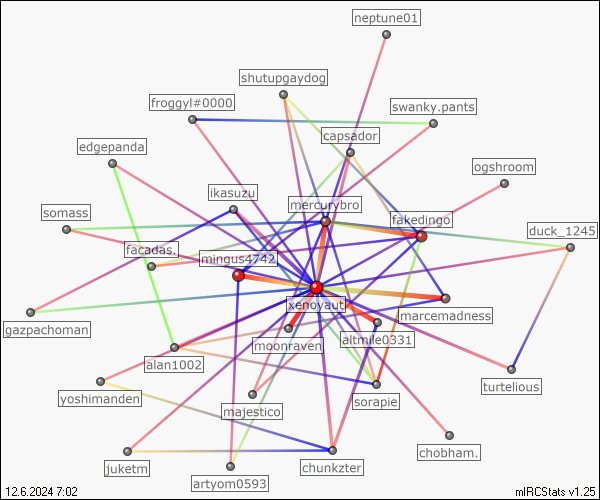 neptune01
shutupgaydog
froggyl#0000
swanky.pants
capsador
edgepanda
ogshroom
ikasuzu
mercurybro
somass
fakedingo
duck_1245
facadas.
mingus4742
xenoyaut
marcemadness
gazpachoman
altmile0331
moonraven
alan1002
turtelious
yoshimanden
sorapie
majestico
chobham.
juketm
chunkzter
artyom0593
12.6.2024 7:02
mIRCStats v1.25